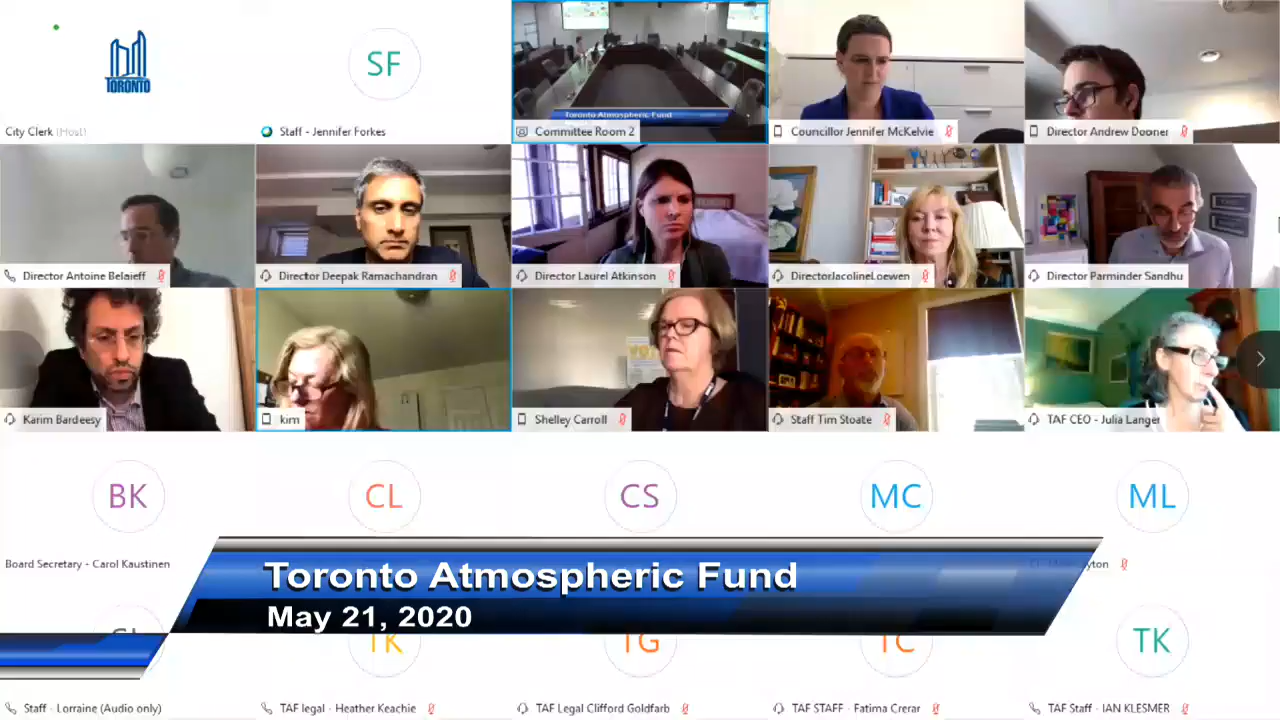 TORONTO
SF
City Clerk (Host)
Staff - Jennifer Forkes
Toronto Atmospheric Fund
Committee Room 2
Councillor Jennifer McKelvie
Director Andrew Dooner
Director Antoine Belaieff
Director Deepak Ramachandran
Director Laurel Atkinson
DirectorJacolineLoewen
Director Parminder Sandhu
Karim Bardeesy
kim
Shelley Carroll
Staff Tim Stoate
TAF CEO - Julia Langer
BK
CL
CS
MC
ML
Board Secretary - Carol Kaustinen
Toronto Atmospheric Fund
May 21, 2020
TK
TG
TC
TK
Staff - Lorraine (Audio only)
TAF legal - Heather Keachie
TAF Legal Clifford Goldfarb
TAF STAFF - Fatima Crerar
TAF Staff - IAN KLESMER